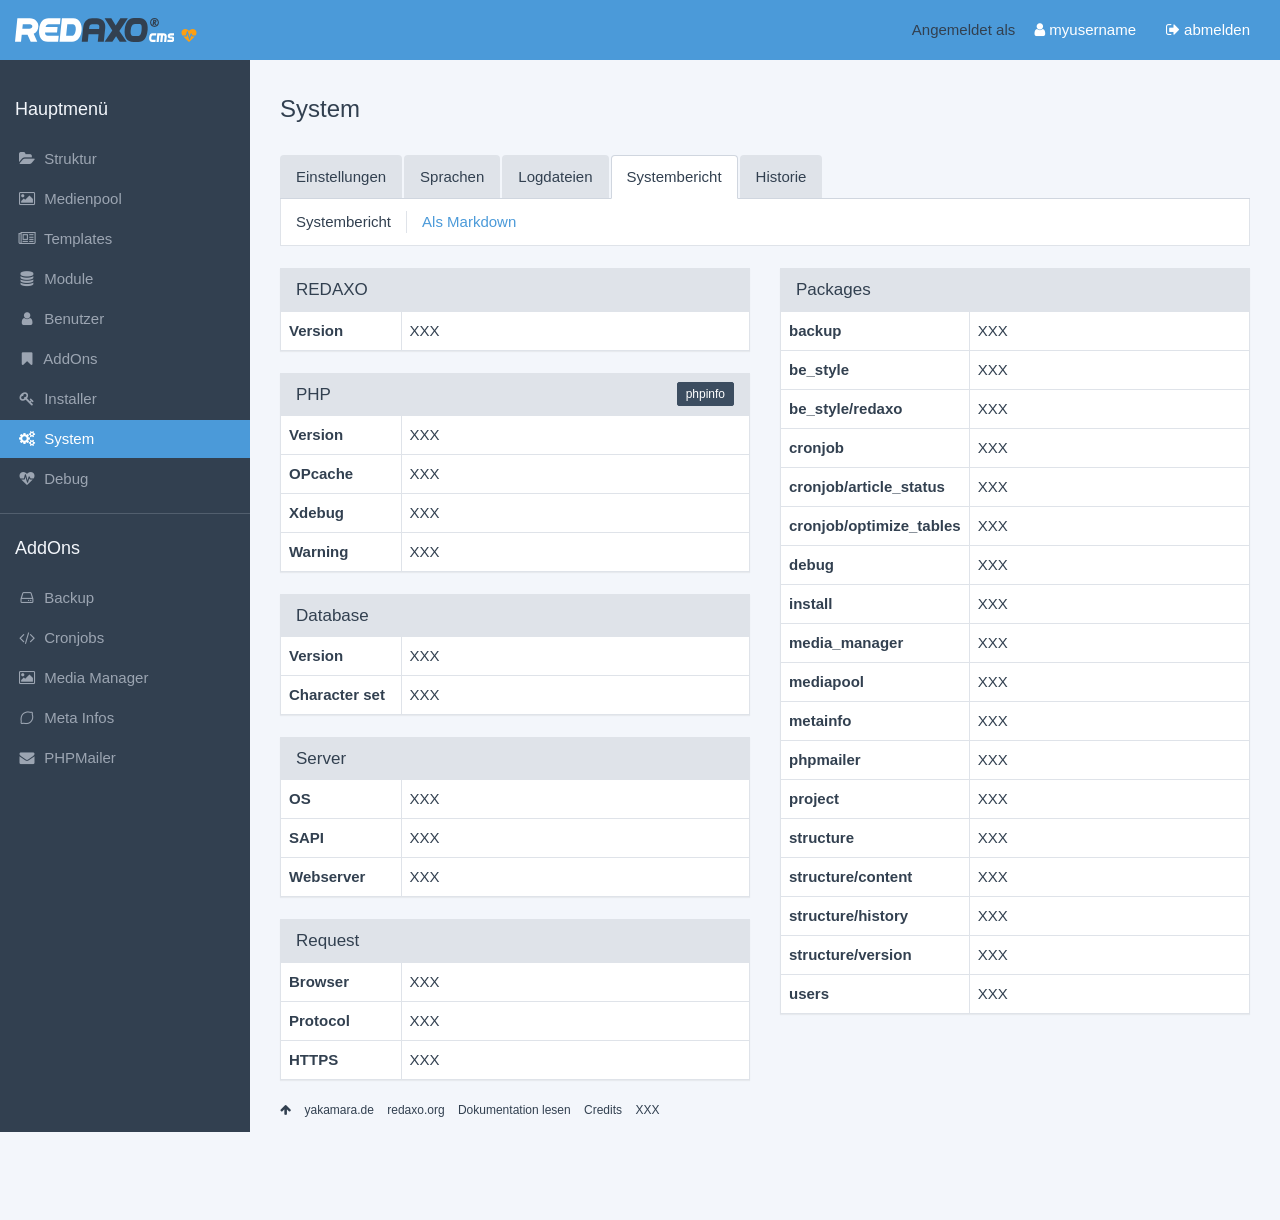 REDAXO® cms
Angemeldet als myusername abmelden
Hauptmenü
Struktur
Medienpool
Templates
Module
Benutzer
AddOns
Installer
System
Debug
AddOns
Backup
Cronjobs
Media Manager
Meta Infos
PHPMailer
System
Einstellungen Sprachen Logdateien Systembericht Historie
Systembericht Als Markdown
REDAXO
Version XXX
PHP phpinfo
Version XXX
OPcache XXX
Xdebug XXX
Warning XXX
Database
Version XXX
Character set XXX
Server
OS XXX
SAPI XXX
Webserver XXX
Request
Browser XXX
Protocol XXX
HTTPS XXX
Packages
backup XXX
be_style XXX
be_style/redaxo XXX
cronjob XXX
cronjob/article_status XXX
cronjob/optimize_tables XXX
debug XXX
install XXX
media_manager XXX
mediapool XXX
metainfo XXX
phpmailer XXX
project XXX
structure XXX
structure/content XXX
structure/history XXX
structure/version XXX
users XXX
yakamara.de redaxo.org Dokumentation lesen Credits XXX